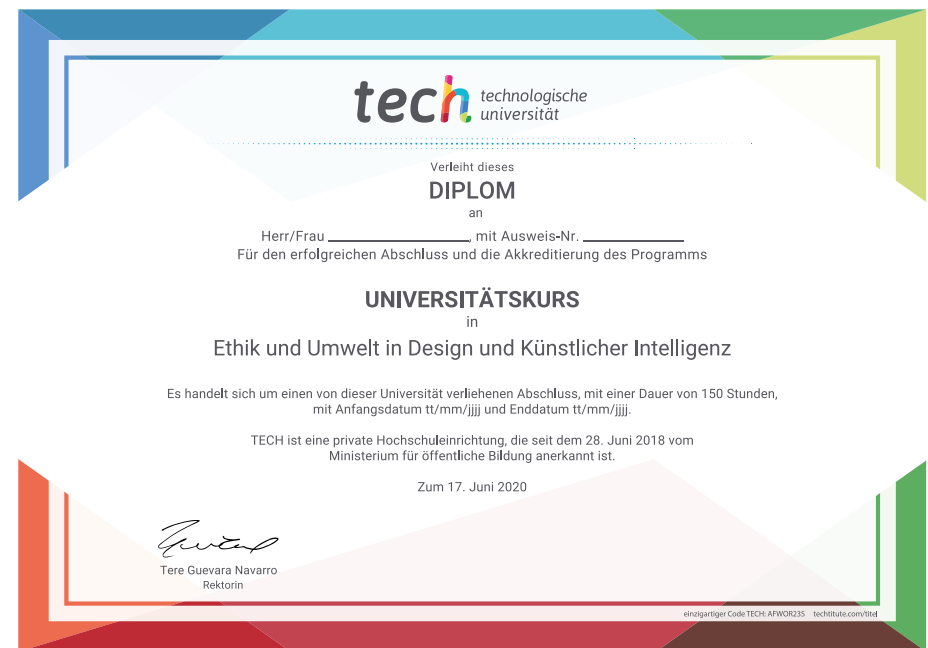 tech technologische
universität
Verleiht dieses
DIPLOM
an
Herr/Frau ____________, mit Ausweis-Nr. ____________
Für den erfolgreichen Abschluss und die Akkreditierung des Programms
UNIVERSITÄTSKURS
in
Ethik und Umwelt in Design und Künstlicher Intelligenz
Es handelt sich um einen von dieser Universität verliehenen Abschluss, mit einer Dauer von 150 Stunden,
mit Anfangsdatum tt/mm/jjjj und Enddatum tt/mm/jjjj.
TECH ist eine private Hochschuleinrichtung, die seit dem 28. Juni 2018 vom
Ministerium für öffentliche Bildung anerkannt ist.
Zum 17. Juni 2020
Tere Guevara Navarro
Rektorin
einzigartiger Code TECH: AFWOR23S techtitute.com/titel